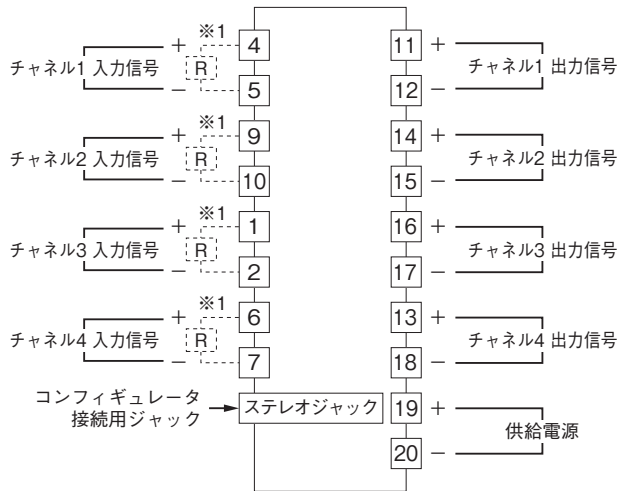 ※1
+ 4 11 +
チャネル1 入力信号 R チャネル1 出力信号
− 5 12 −
※1
+ 9 14 +
チャネル2 入力信号 R チャネル2 出力信号
− 10 15 −
※1
+ 1 16 +
チャネル3 入力信号 R チャネル3 出力信号
− 2 17 −
※1
+ 6 13 +
チャネル4 入力信号 R チャネル4 出力信号
− 7 18 −
コンフィギュレータ
接続用ジャック
ステレオジャック
19 +
供給電源
20 −